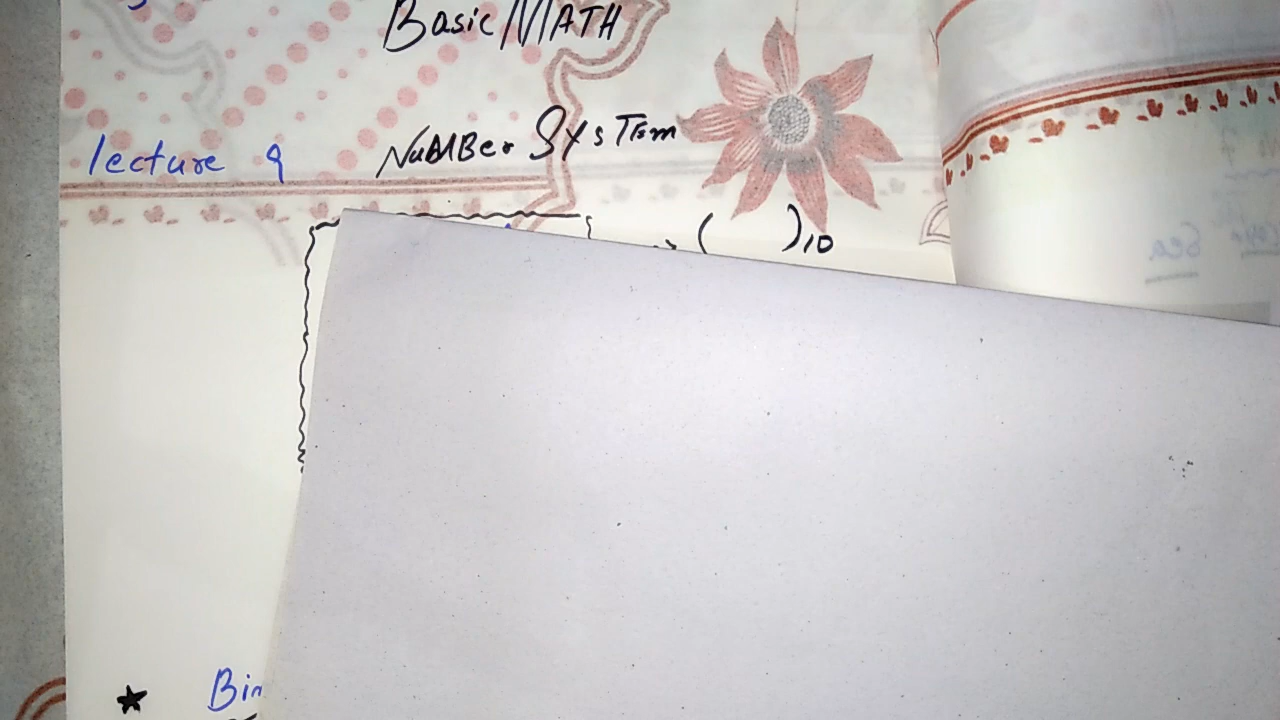 Basic MATH
lecture 9 NuMBer SysTem
→ ( )10
★ Bin